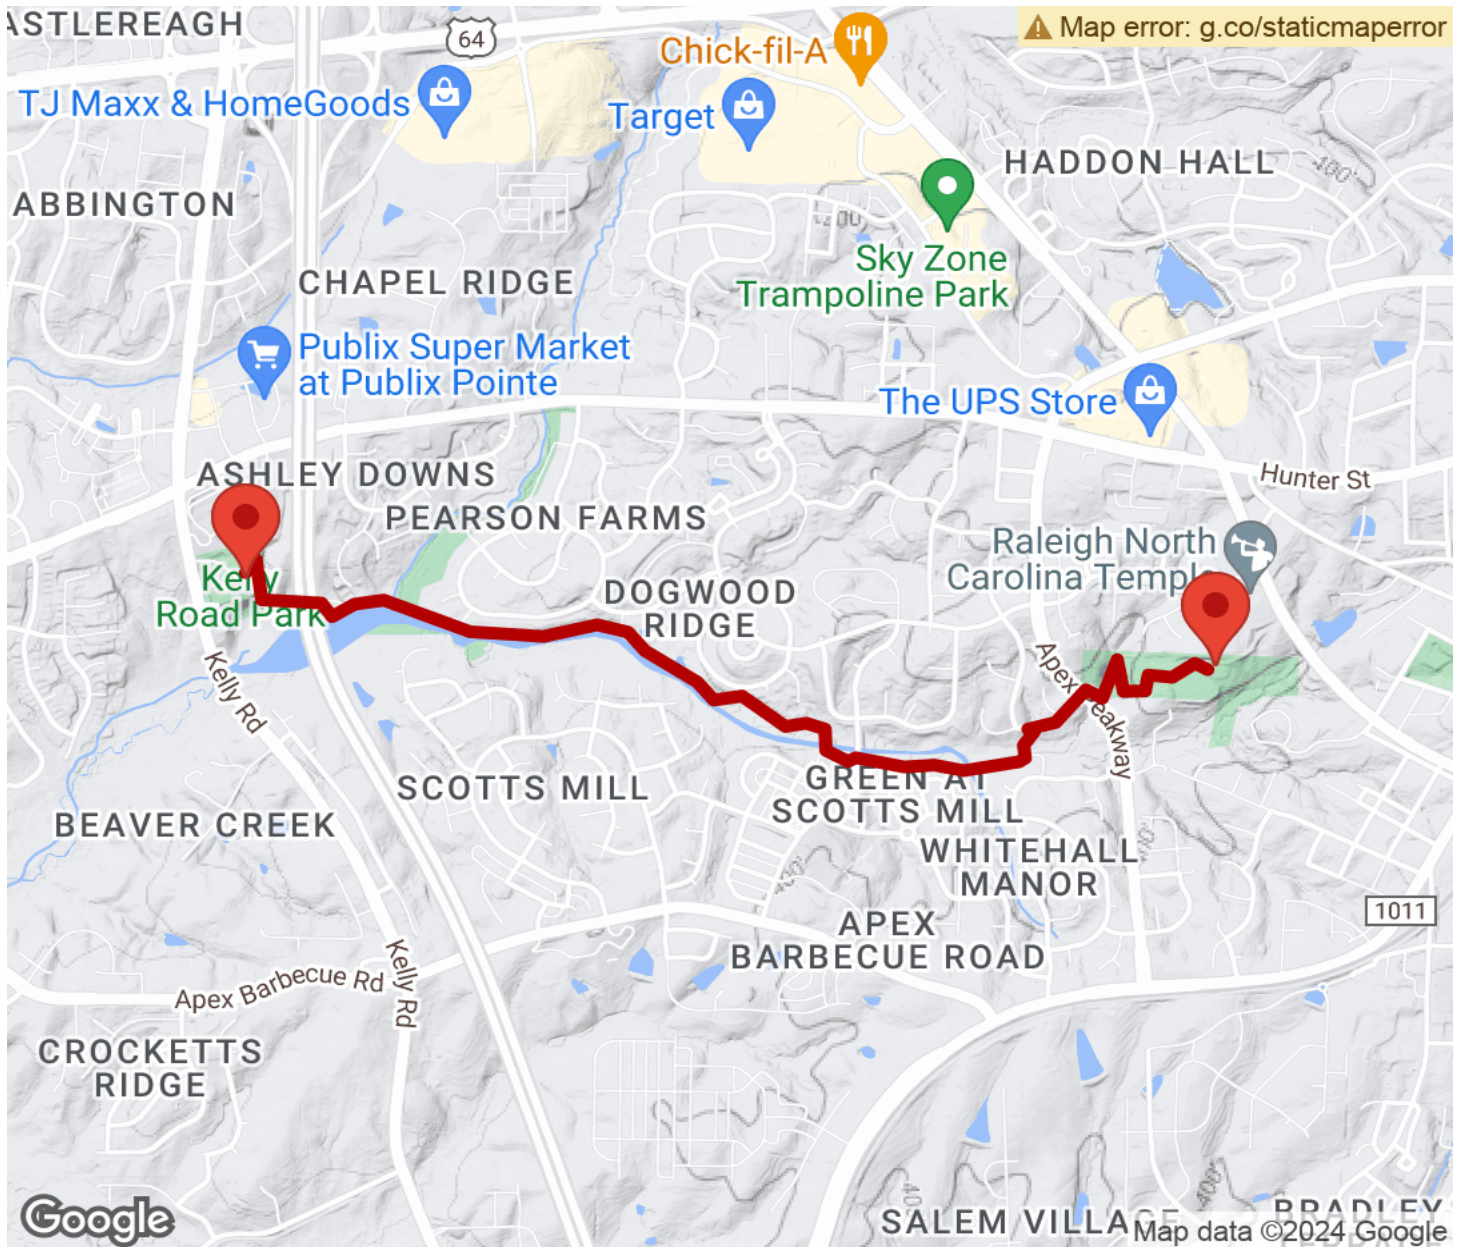 ASTLEREAGH
64
Map error: g.co/staticmaperror
Chick-fil-A
TJ Maxx & HomeGoods
Target
HADDON HALL
400'
ABBINGTON
Sky Zone
Trampoline Park
CHAPEL RIDGE
Publix Super Market
at Publix Pointe
The UPS Store
ASHLEY DOWNS
Hunter St
PEARSON FARMS
Raleigh North
Carolina Temple
Kelly
Road Park
DOGWOOD
RIDGE
Kelly Rd
Apex Peakway
SCOTTS MILL
GREEN AT
SCOTTS MILL
BEAVER CREEK
WHITEHALL
MANOR
1011
APEX
BARBECUE ROAD
Kelly Rd
Apex Barbecue Rd
CROCKETTS
RIDGE
Google
SALEM VILLAGE
BRADLEY
Map data ©2024 Google